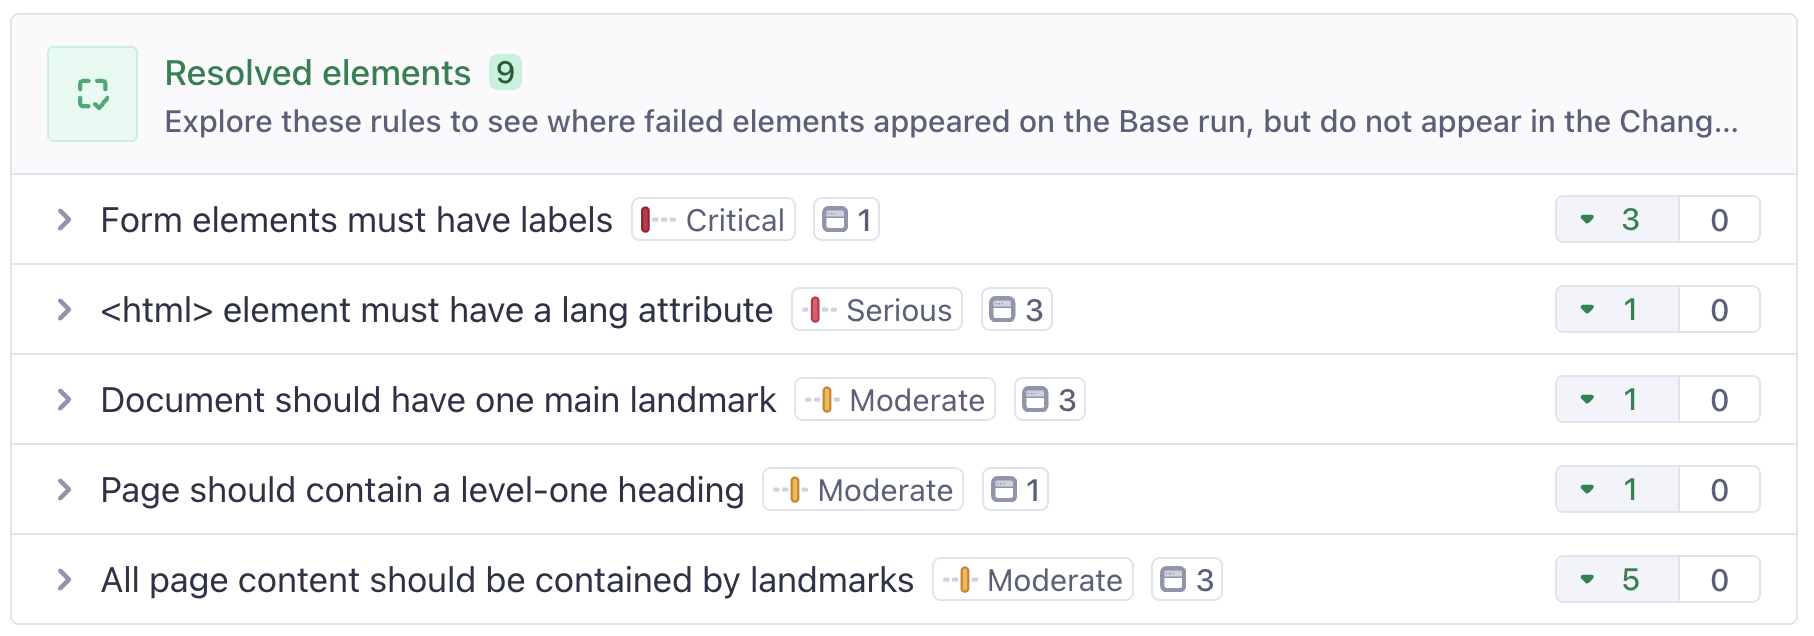 Resolved elements 9
Explore these rules to see where failed elements appeared on the Base run, but do not appear in the Chang...
Form elements must have labels Critical 1 3 0
<html> element must have a lang attribute Serious 3 1 0
Document should have one main landmark Moderate 3 1 0
Page should contain a level-one heading Moderate 1 1 0
All page content should be contained by landmarks Moderate 3 5 0